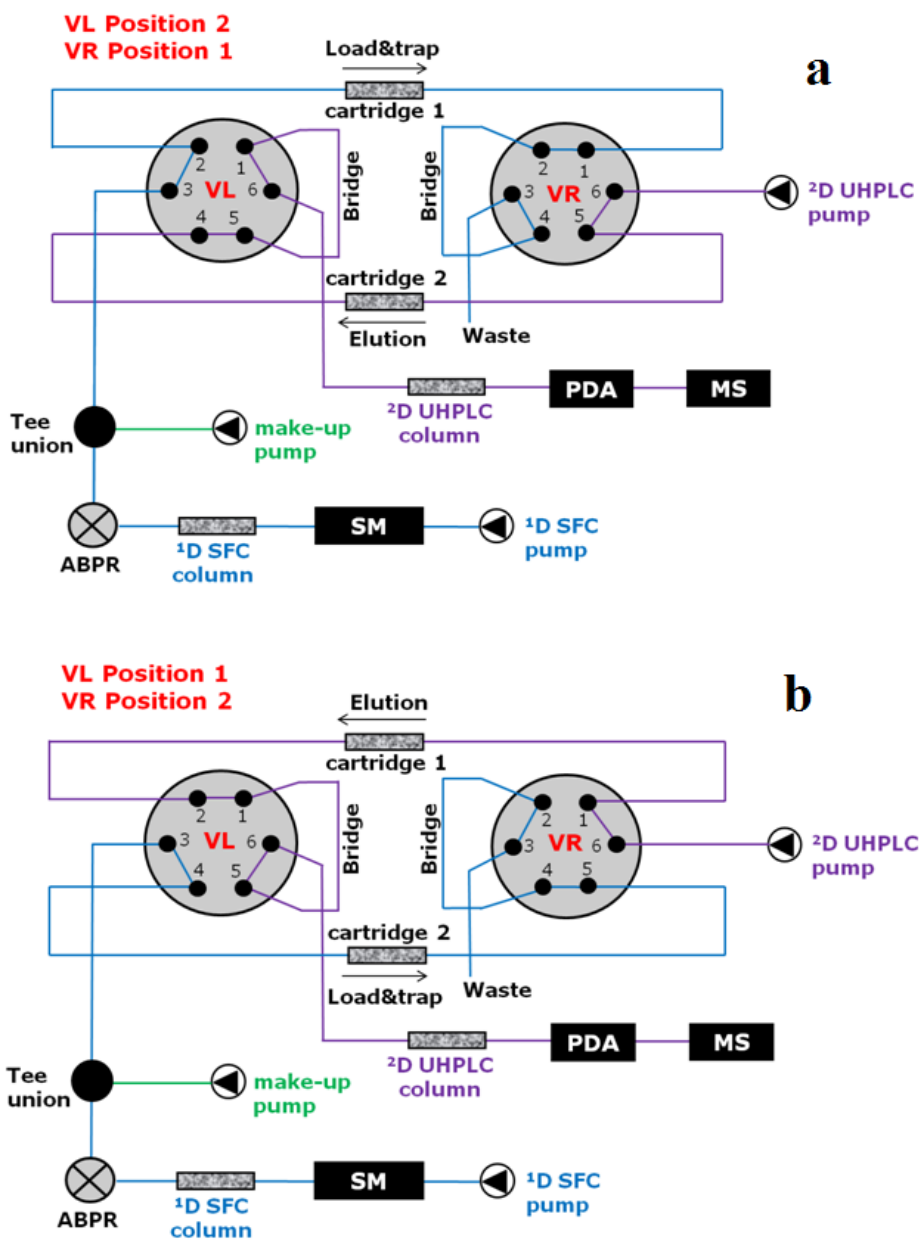 VL Position 2
VR Position 1
a
Load&trap
cartridge 1
2
1
3
VL
6
4
5
Bridge
Bridge
2
1
3
VR
6
4
5
²D UHPLC
pump
cartridge 2
Elution
Waste
PDA
MS
²D UHPLC
column
Tee
union
make-up
pump
SM
¹D SFC
pump
ABPR
¹D SFC
column
VL Position 1
VR Position 2
b
Elution
cartridge 1
2
1
3
VL
6
4
5
Bridge
Bridge
2
1
3
VR
6
4
5
²D UHPLC
pump
cartridge 2
Load&trap
Waste
PDA
MS
²D UHPLC
column
Tee
union
make-up
pump
SM
¹D SFC
pump
ABPR
¹D SFC
column